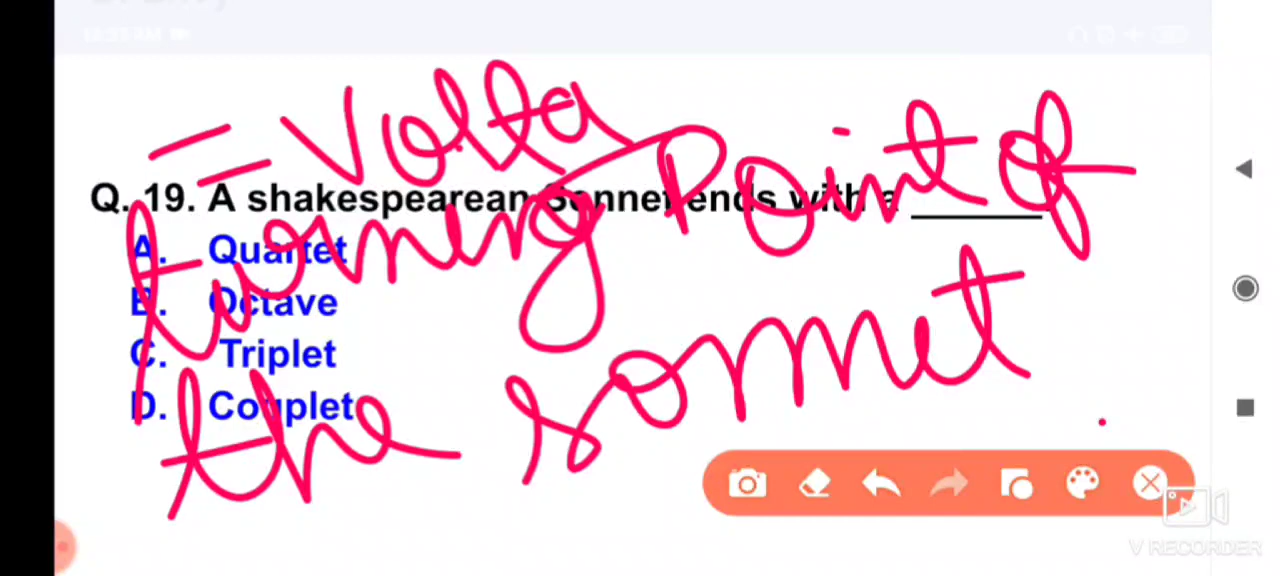 = Volta
Q. 19. A shakespearean Sonnet ends with a ______
turning Point of
A. Quartet
B. Octave
C. Triplet
D. Couplet
the sonnet
V RECORDER